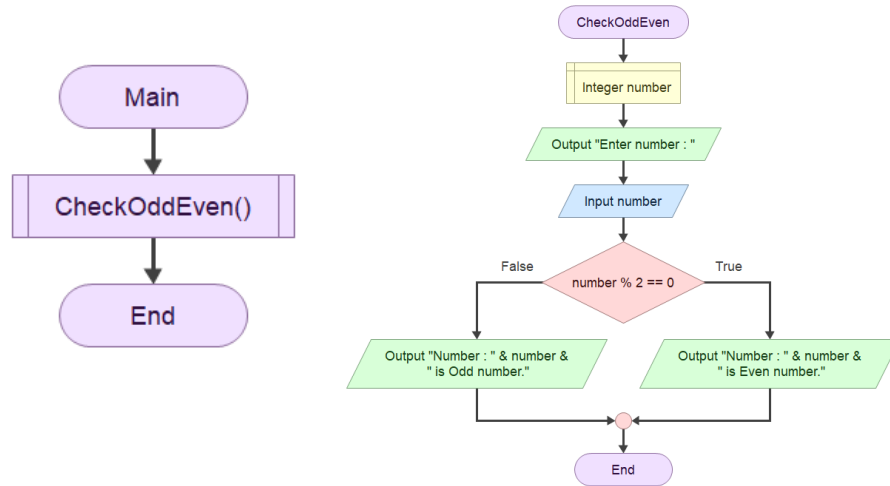 Main
CheckOddEven()
End
CheckOddEven
Integer number
Output "Enter number : "
Input number
False
True
number % 2 == 0
Output "Number : " & number &
" is Odd number."
Output "Number : " & number &
" is Even number."
End